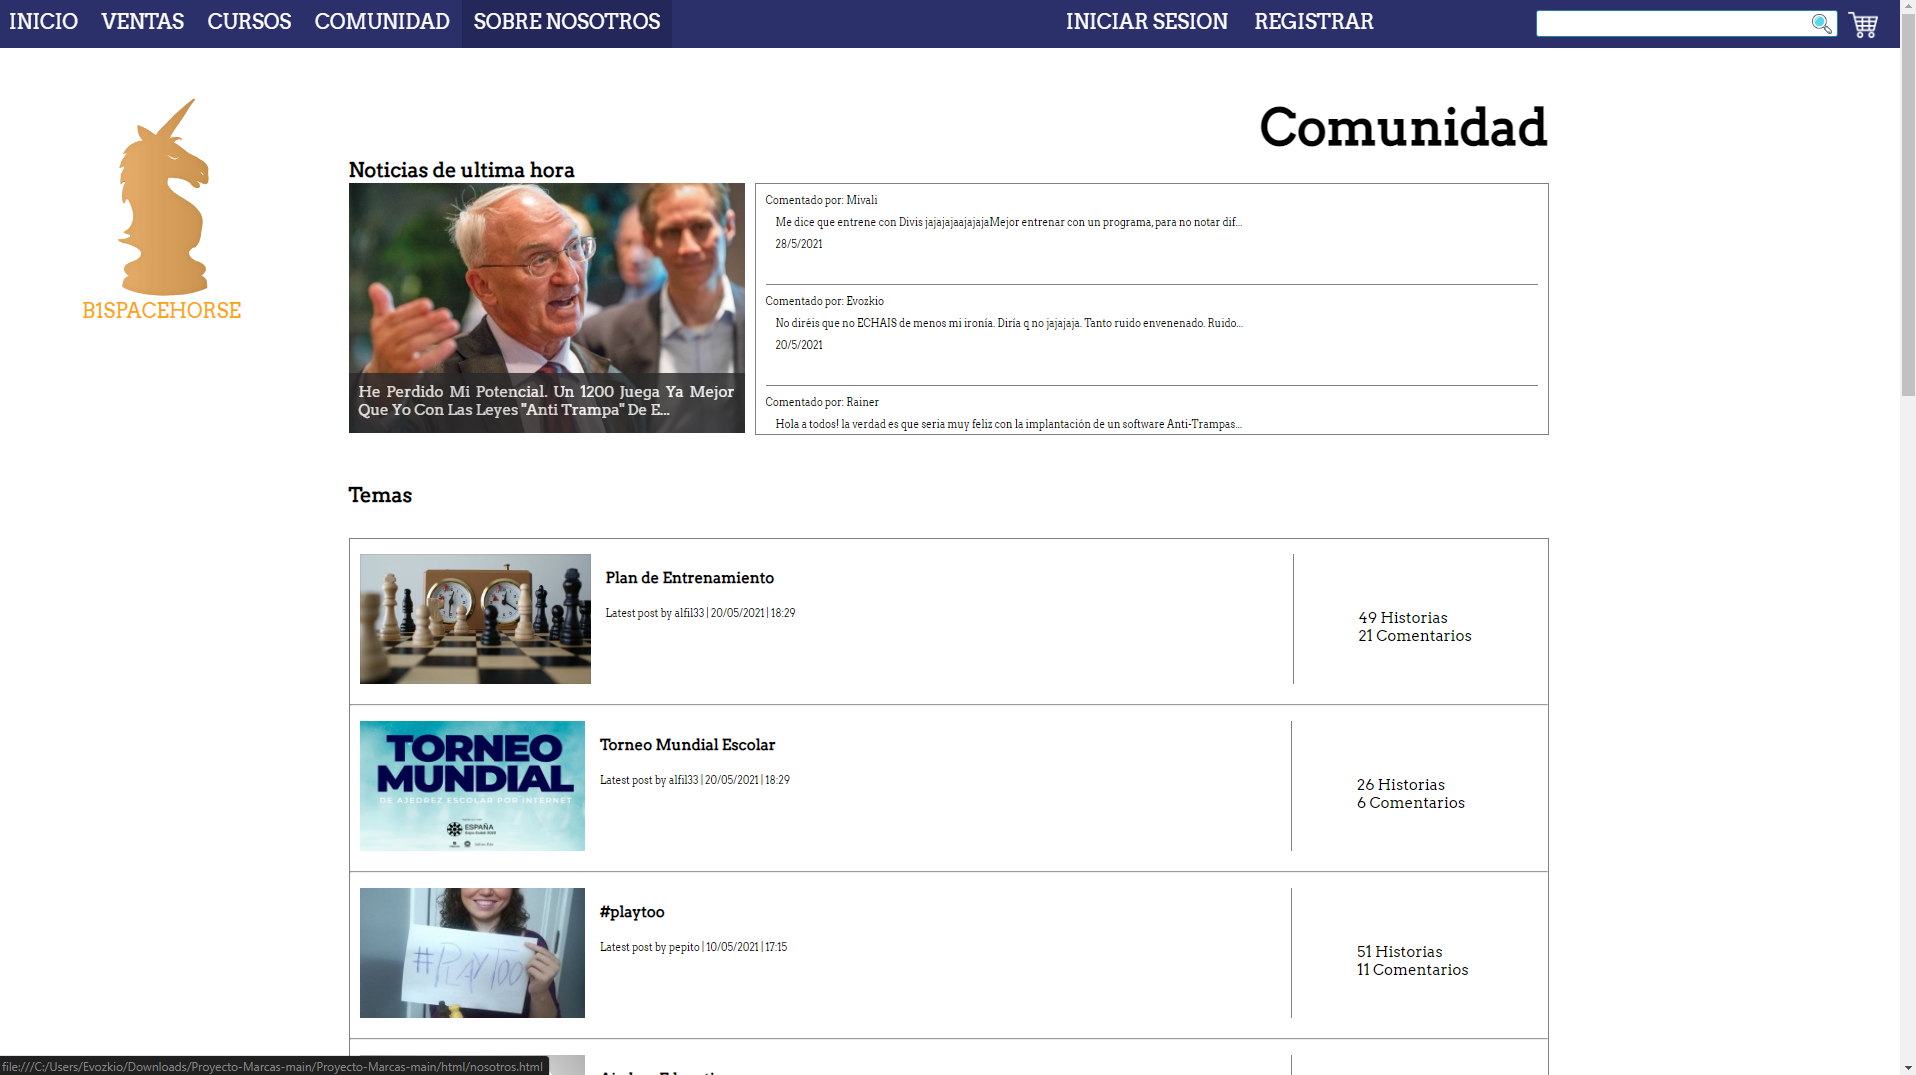 INICIO VENTAS CURSOS COMUNIDAD SOBRE NOSOTROS INICIAR SESION REGISTRAR
B1SPACEHORSE
Comunidad
Noticias de ultima hora
He Perdido Mi Potencial. Un 1200 Juega Ya Mejor
Que Yo Con Las Leyes "Anti Trampa" De E...
Comentado por: Mivali
Me dice que entrene con Divis jajajajaajajajaMejor entrenar con un programa, para no notar dif...
28/5/2021
Comentado por: Evozkio
No diréis que no ECHAIS de menos mi ironía. Diría q no jajajaja. Tanto ruido envenenado. Ruido...
20/5/2021
Comentado por: Rainer
Hola a todos! la verdad es que seria muy feliz con la implantación de un software Anti-Trampas...
Temas
Plan de Entrenamiento
Latest post by alfil33 | 20/05/2021 | 18:29
49 Historias
21 Comentarios
TORNEO
MUNDIAL
DE AJEDREZ ESCOLAR POR INTERNET
ESPAÑA
Torneo Mundial Escolar
Latest post by alfil33 | 20/05/2021 | 18:29
26 Historias
6 Comentarios
#PLAYTOO
#playtoo
Latest post by pepito | 10/05/2021 | 17:15
51 Historias
11 Comentarios
file:///C:/Users/Evozkio/Downloads/Proyecto-Marcas-main/Proyecto-Marcas-main/html/nosotros.html